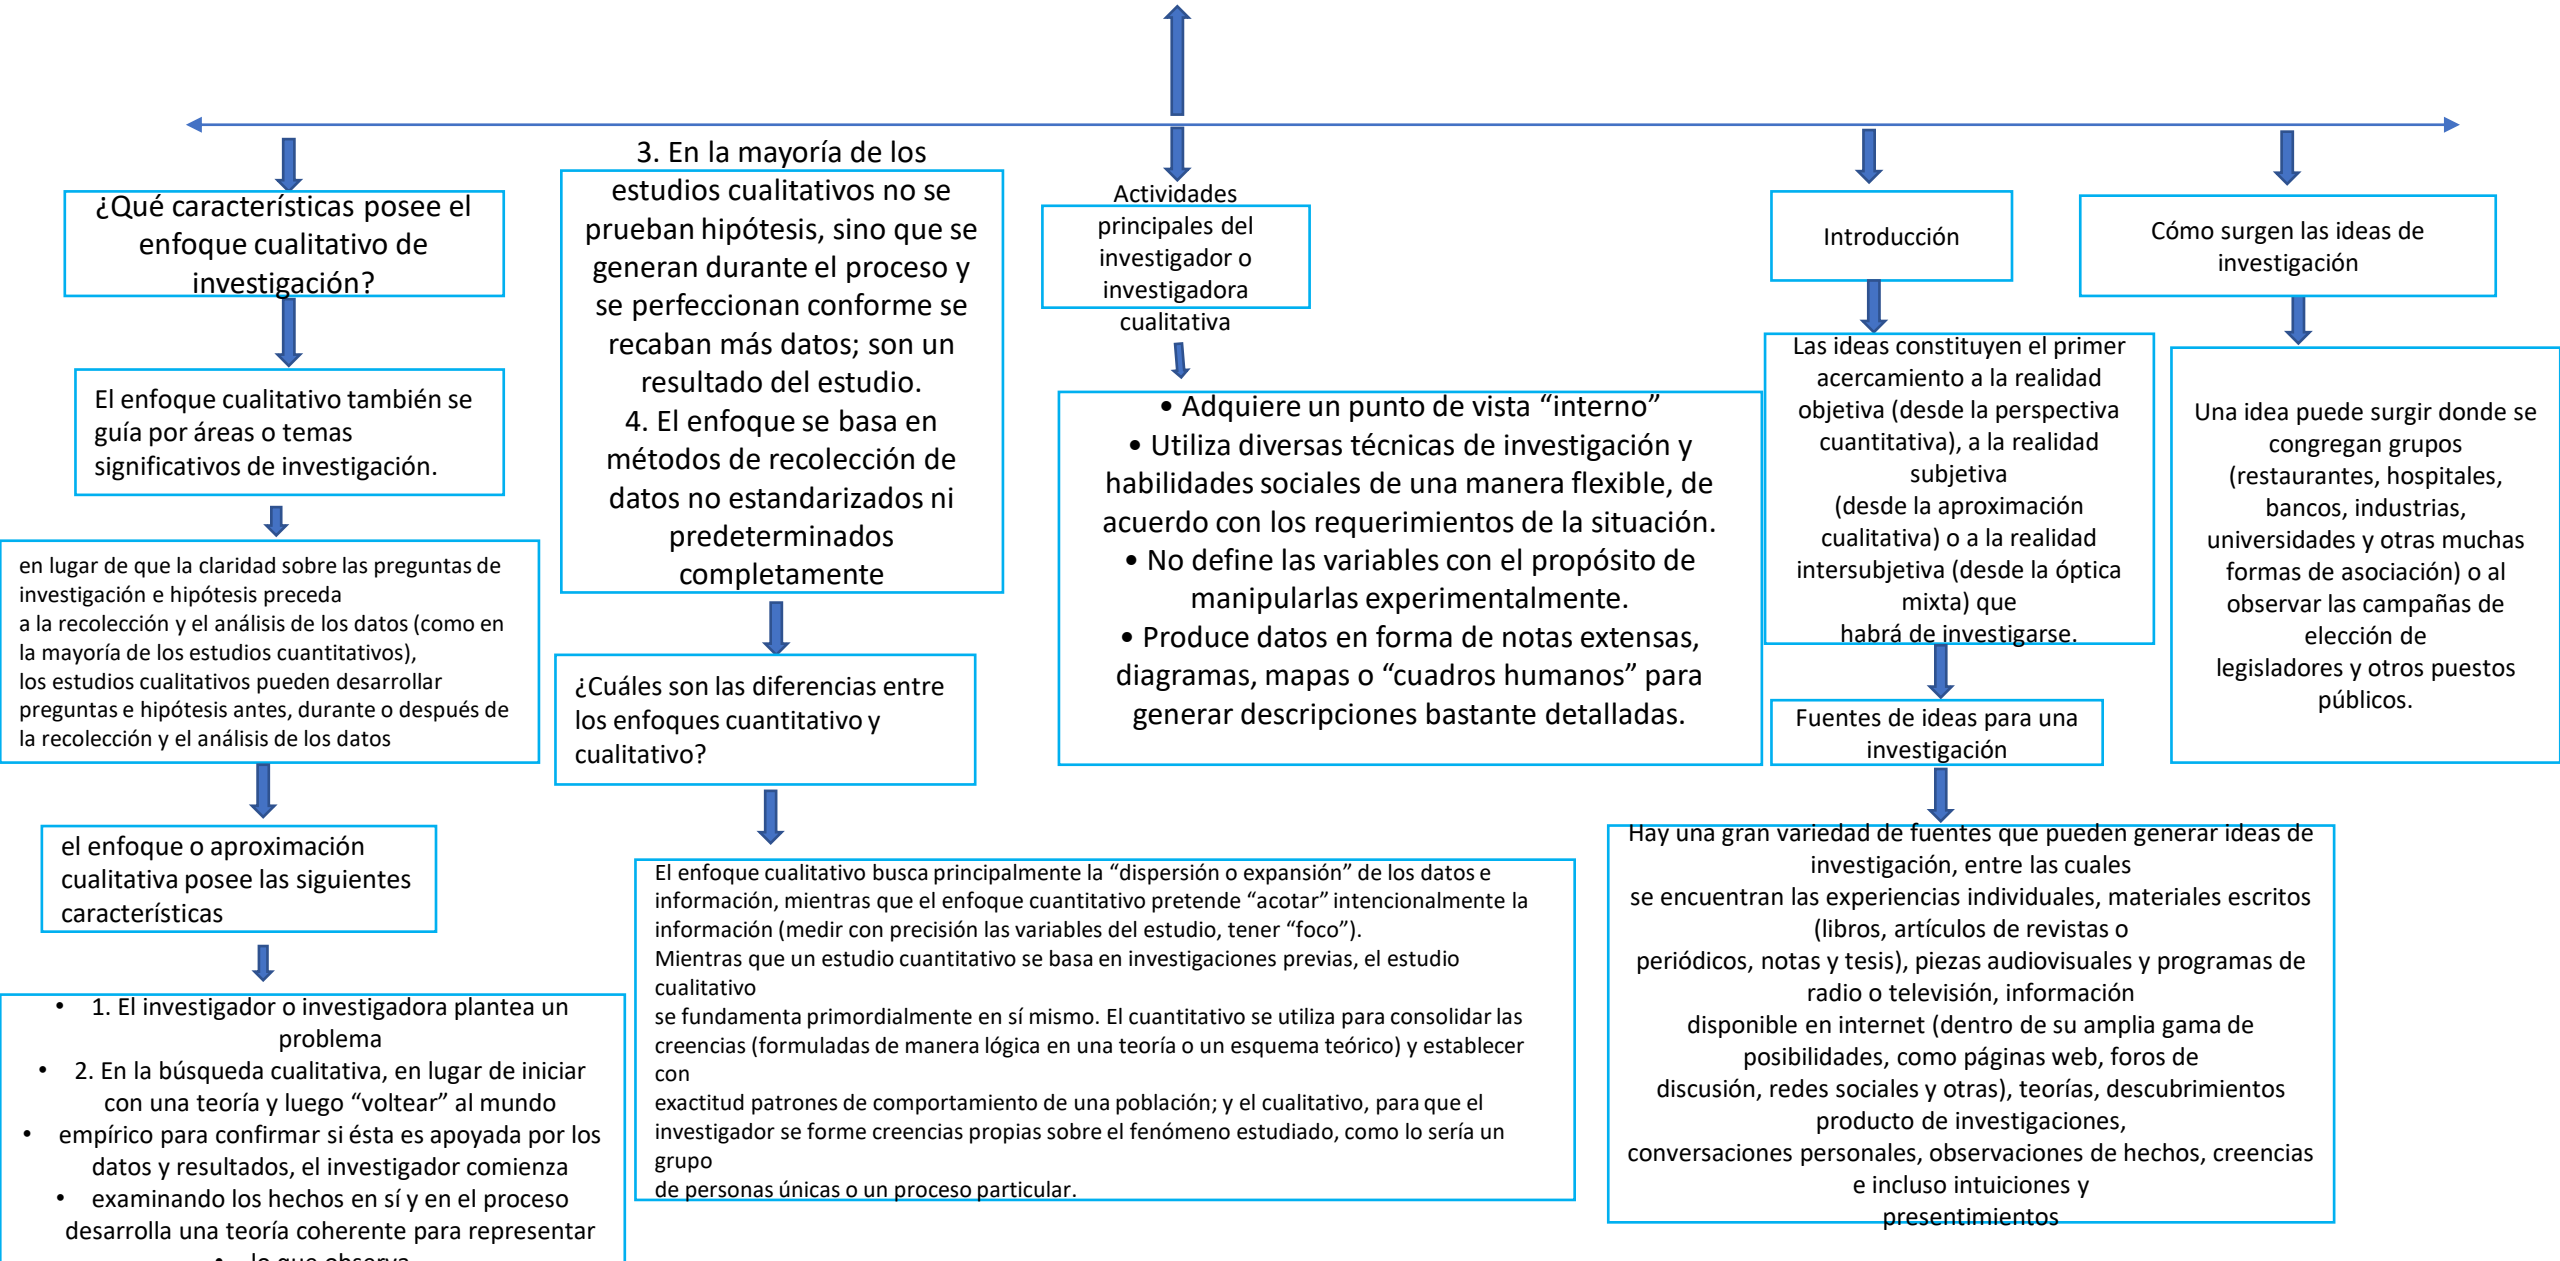 ¿Qué características posee el
enfoque cualitativo de
investigación?
El enfoque cualitativo también se
guía por áreas o temas
significativos de investigación.
en lugar de que la claridad sobre las preguntas de
investigación e hipótesis preceda
a la recolección y el análisis de los datos (como en
la mayoría de los estudios cuantitativos),
los estudios cualitativos pueden desarrollar
preguntas e hipótesis antes, durante o después de
la recolección y el análisis de los datos
el enfoque o aproximación
cualitativa posee las siguientes
características
• 1. El investigador o investigadora plantea un
problema
• 2. En la búsqueda cualitativa, en lugar de iniciar
con una teoría y luego “voltear” al mundo
• empírico para confirmar si ésta es apoyada por los
datos y resultados, el investigador comienza
• examinando los hechos en sí y en el proceso
desarrolla una teoría coherente para representar
• lo que observa
3. En la mayoría de los
estudios cualitativos no se
prueban hipótesis, sino que se
generan durante el proceso y
se perfeccionan conforme se
recaban más datos; son un
resultado del estudio.
4. El enfoque se basa en
métodos de recolección de
datos no estandarizados ni
predeterminados
completamente
¿Cuáles son las diferencias entre
los enfoques cuantitativo y
cualitativo?
El enfoque cualitativo busca principalmente la “dispersión o expansión” de los datos e
información, mientras que el enfoque cuantitativo pretende “acotar” intencionalmente la
información (medir con precisión las variables del estudio, tener “foco”).
Mientras que un estudio cuantitativo se basa en investigaciones previas, el estudio
cualitativo
se fundamenta primordialmente en sí mismo. El cuantitativo se utiliza para consolidar las
creencias (formuladas de manera lógica en una teoría o un esquema teórico) y establecer
con
exactitud patrones de comportamiento de una población; y el cualitativo, para que el
investigador se forme creencias propias sobre el fenómeno estudiado, como lo sería un
grupo
de personas únicas o un proceso particular.
Actividades
principales del
investigador o
investigadora
cualitativa
• Adquiere un punto de vista “interno”
• Utiliza diversas técnicas de investigación y
habilidades sociales de una manera flexible, de
acuerdo con los requerimientos de la situación.
• No define las variables con el propósito de
manipularlas experimentalmente.
• Produce datos en forma de notas extensas,
diagramas, mapas o “cuadros humanos” para
generar descripciones bastante detalladas.
Introducción
Las ideas constituyen el primer
acercamiento a la realidad
objetiva (desde la perspectiva
cuantitativa), a la realidad
subjetiva
(desde la aproximación
cualitativa) o a la realidad
intersubjetiva (desde la óptica
mixta) que
habrá de investigarse.
Fuentes de ideas para una
investigación
Hay una gran variedad de fuentes que pueden generar ideas de
investigación, entre las cuales
se encuentran las experiencias individuales, materiales escritos
(libros, artículos de revistas o
periódicos, notas y tesis), piezas audiovisuales y programas de
radio o televisión, información
disponible en internet (dentro de su amplia gama de
posibilidades, como páginas web, foros de
discusión, redes sociales y otras), teorías, descubrimientos
producto de investigaciones,
conversaciones personales, observaciones de hechos, creencias
e incluso intuiciones y
presentimientos
Cómo surgen las ideas de
investigación
Una idea puede surgir donde se
congregan grupos
(restaurantes, hospitales,
bancos, industrias,
universidades y otras muchas
formas de asociación) o al
observar las campañas de
elección de
legisladores y otros puestos
públicos.